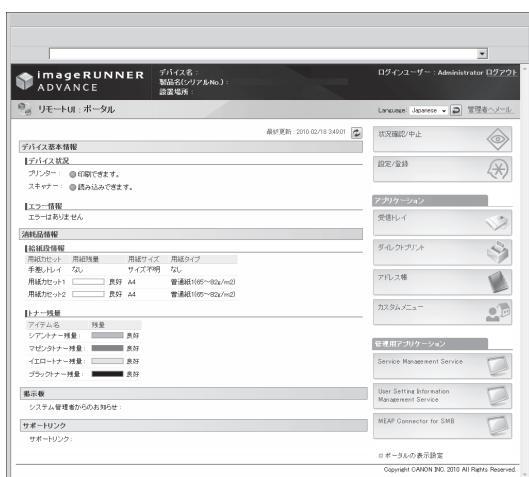 imageRUNNER
ADVANCE
デバイス名 :
製品名(シリアルNo.) :
設置場所 :
ログインユーザー : Administrator ログアウト
リモートUI : ポータル
Language: Japanese
管理者へメール
最終更新 : 2010 02/18 3:49:01
デバイス基本情報
デバイス状況
プリンター : 印刷できます。
スキャナー : 読み込みできます。
エラー情報
エラーはありません
消耗品情報
給紙段情報
用紙カセット 用紙残量 用紙サイズ 用紙タイプ
手差しトレイ なし サイズ不明 なし
用紙カセット1 良好 A4 普通紙1(65~82g/m2)
用紙カセット2 良好 A4 普通紙1(65~82g/m2)
トナー残量
アイテム名 残量
シアントナー残量 : 良好
マゼンタトナー残量 : 良好
イエロートナー残量 : 良好
ブラックトナー残量 : 良好
掲示板
システム管理者からのお知らせ :
サポートリンク
サポートリンク :
状況確認/中止
設定/登録
アプリケーション
受信トレイ
ダイレクトプリント
アドレス帳
カスタムメニュー
管理用アプリケーション
Service Management Service
User Setting Information
Management Service
MEAP Connector for SMB
ポータルの表示設定
Copyright CANON INC. 2010 All Rights Reserved.